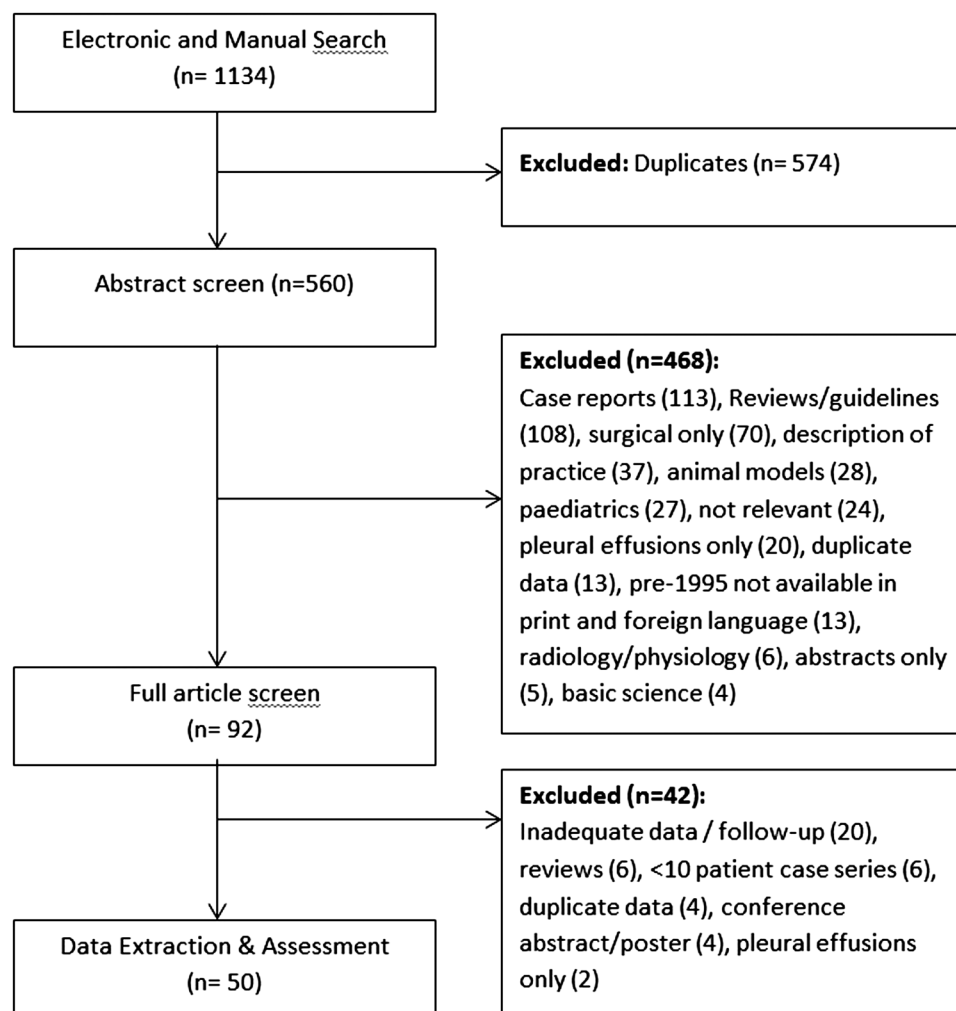 Electronic and Manual Search
(n= 1134)
Excluded: Duplicates (n= 574)
Abstract screen (n=560)
Excluded (n=468):
Case reports (113), Reviews/guidelines
(108), surgical only (70), description of
practice (37), animal models (28),
paediatrics (27), not relevant (24),
pleural effusions only (20), duplicate
data (13), pre-1995 not available in
print and foreign language (13),
radiology/physiology (6), abstracts only
(5), basic science (4)
Full article screen
(n= 92)
Excluded (n=42):
Inadequate data / follow-up (20),
reviews (6), <10 patient case series (6),
duplicate data (4), conference
abstract/poster (4), pleural effusions
only (2)
Data Extraction & Assessment
(n= 50)